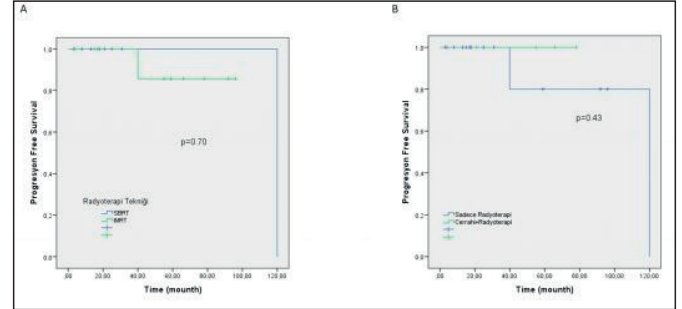 A
Progresyon Free Survival
1.0
0.8
0.6
0.4
0.2
0.0
p=0.70
Radyoterapi Tekniği
SBRT
IMRT
,00 20,00 40,00 60,00 80,00 100,00 120,00
Time (mounth)
B
Progresyon Free Survival
1.0
0.8
0.6
0.4
0.2
0.0
p=0.43
Sadece Radyoterapi
Cerrahi+Radyoterapi
,00 20,00 40,00 60,00 80,00 100,00 120,00
Time (mounth)